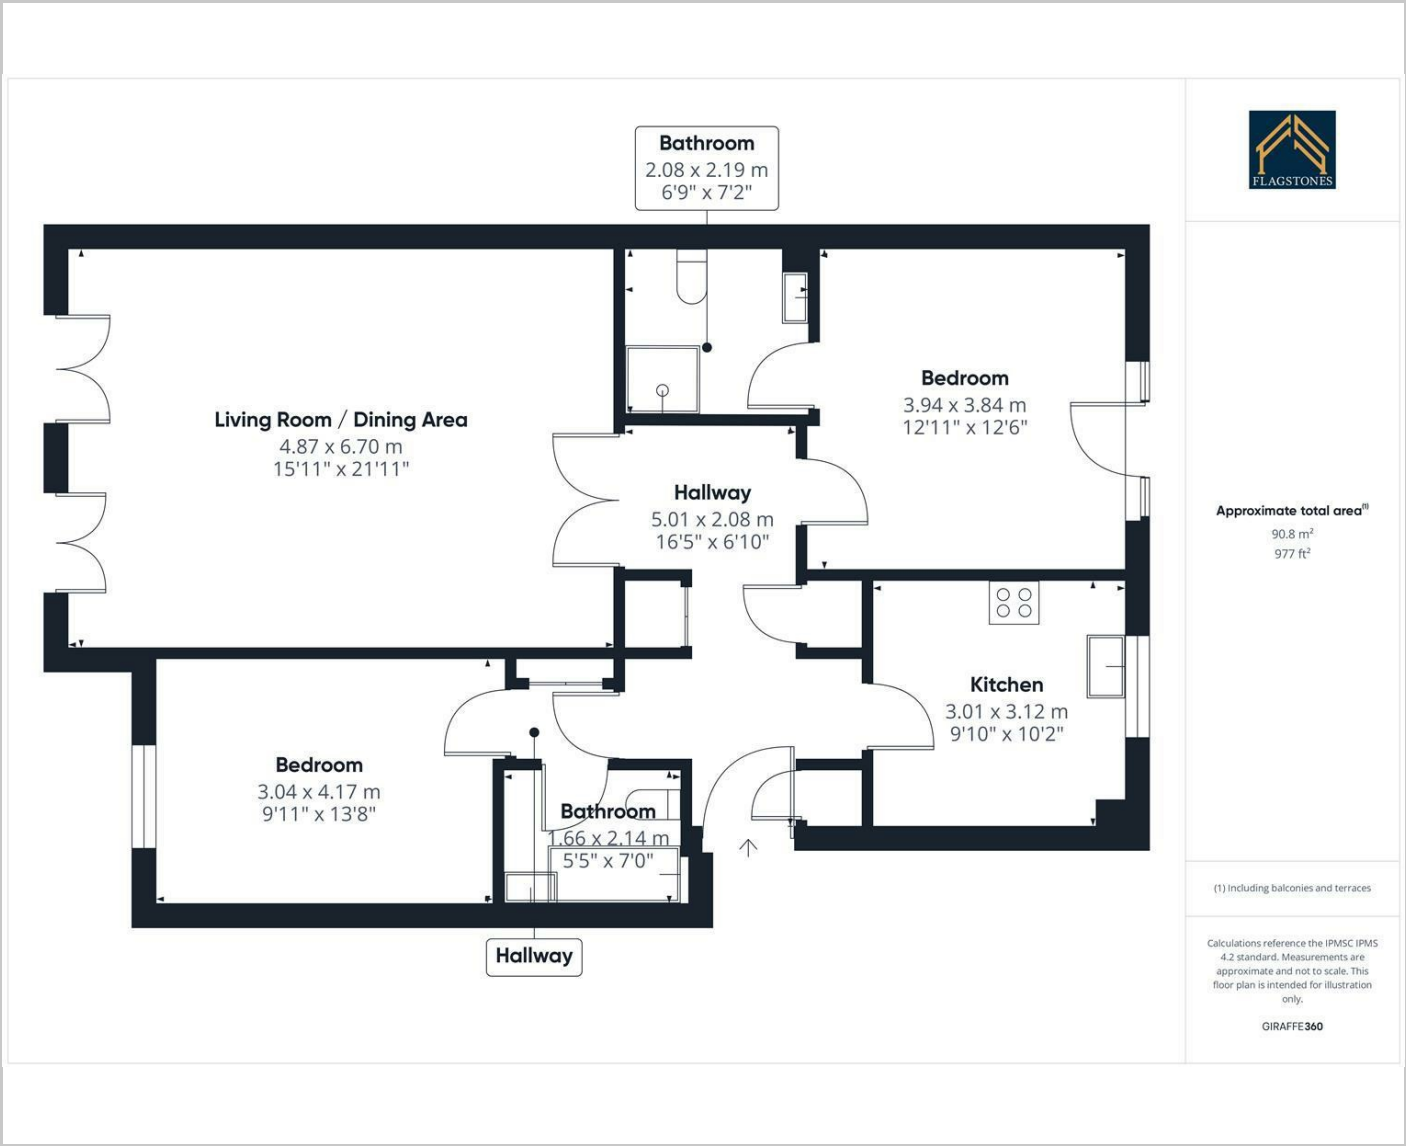 Bathroom
2.08 x 2.19 m
6'9" x 7'2"
FLAGSTONES
Living Room / Dining Area
4.87 x 6.70 m
15'11" x 21'11"
Bedroom
3.94 x 3.84 m
12'11" x 12'6"
Hallway
5.01 x 2.08 m
16'5" x 6'10"
Approximate total area(1)
90.8 m²
977 ft²
Kitchen
3.01 x 3.12 m
9'10" x 10'2"
Bedroom
3.04 x 4.17 m
9'11" x 13'8"
Bathroom
1.66 x 2.14 m
5'5" x 7'0"
Hallway
(1) Including balconies and terraces
Calculations reference the IPMSC IPMS
4.2 standard. Measurements are
approximate and not to scale. This
floor plan is intended for illustration
only.
GIRAFFE360